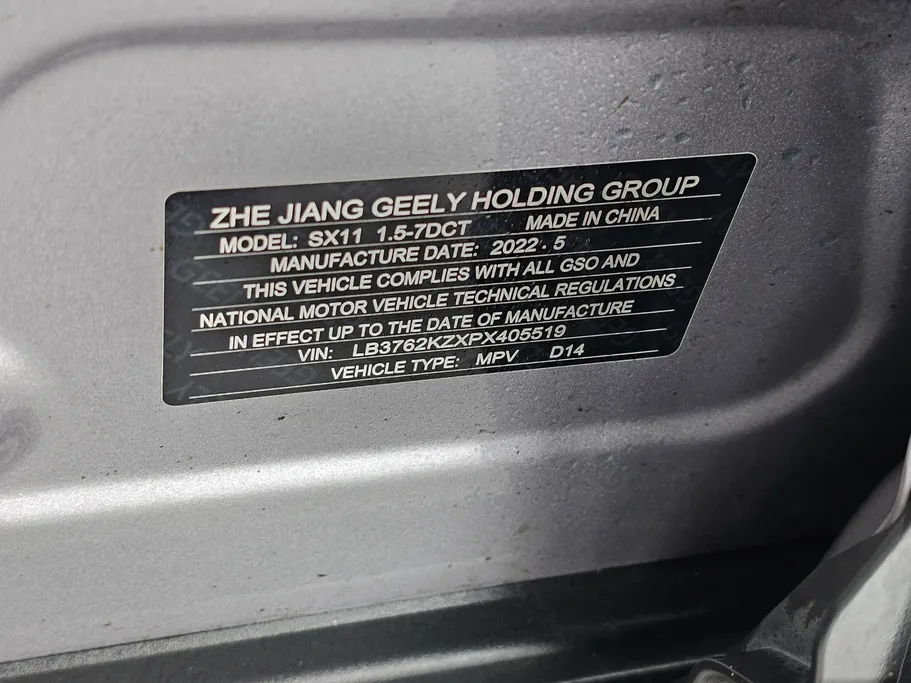 ZHE JIANG GEELY HOLDING GROUP
MODEL: SX11 1.5-7DCT MADE IN CHINA
MANUFACTURE DATE: 2022.5
THIS VEHICLE COMPLIES WITH ALL GSO AND
NATIONAL MOTOR VEHICLE TECHNICAL REGULATIONS
IN EFFECT UP TO THE DATE OF MANUFACTURE
VIN: LB3762KZXPX405519
VEHICLE TYPE: MPV D14